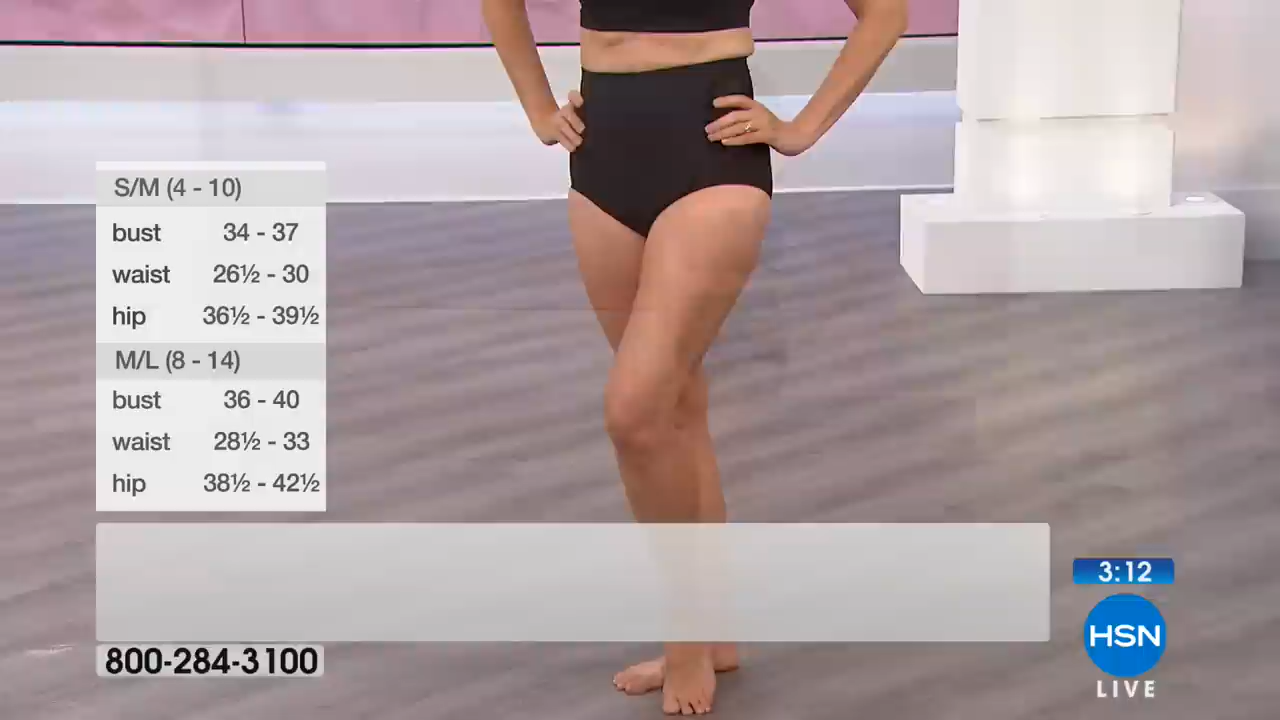 S/M (4 - 10)
bust 34 - 37
waist 26½ - 30
hip 36½ - 39½
M/L (8 - 14)
bust 36 - 40
waist 28½ - 33
hip 38½ - 42½
3:12
HSN
LIVE
800-284-3100